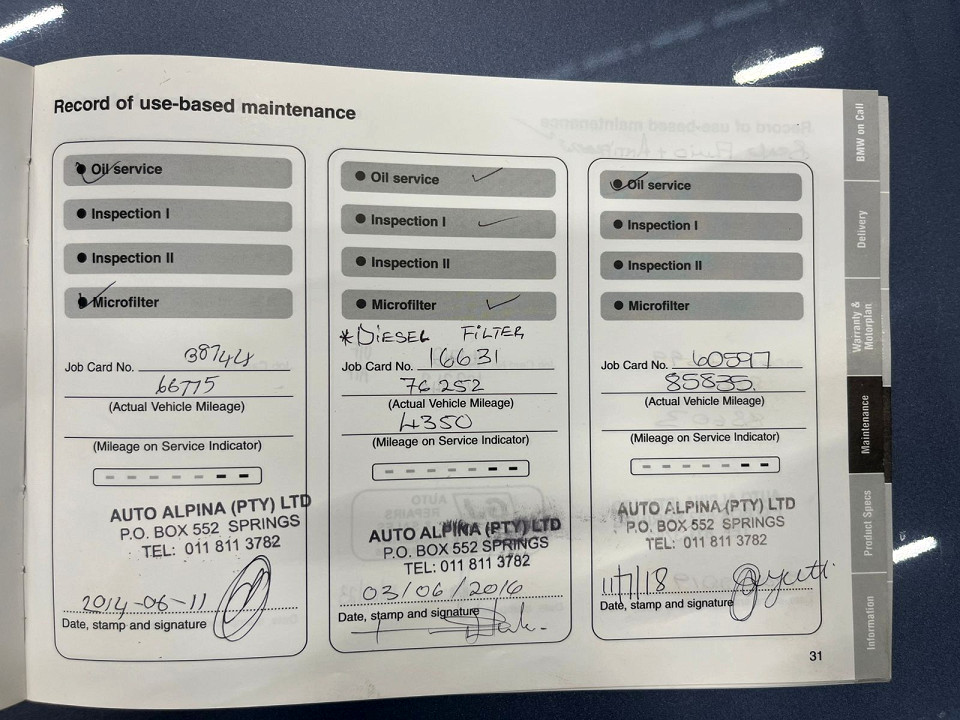 Record of use-based maintenance
Oil service
Inspection I
Inspection II
Microfilter
Job Card No. 38744
66775
(Actual Vehicle Mileage)
(Mileage on Service Indicator)
AUTO ALPINA (PTY) LTD
P.O. BOX 552 SPRINGS
TEL: 011 811 3782
2014-06-11
Date, stamp and signature
Oil service
Inspection I
Inspection II
Microfilter
*DIESEL FILTER
Job Card No. 16631
76 252
(Actual Vehicle Mileage)
4350
(Mileage on Service Indicator)
AUTO ALPINA (PTY) LTD
P.O. BOX 552 SPRINGS
TEL: 011 811 3782
03/06/2016
Date, stamp and signature
Oil service
Inspection I
Inspection II
Microfilter
Job Card No. 60597
85835
(Actual Vehicle Mileage)
(Mileage on Service Indicator)
AUTO ALPINA (PTY) LTD
P.O. BOX 552 SPRINGS
TEL: 011 811 3782
11/7/18
Date, stamp and signature
31
BMW on Call
Delivery
Warranty &
Motorplan
Maintenance
Product Specs
Information